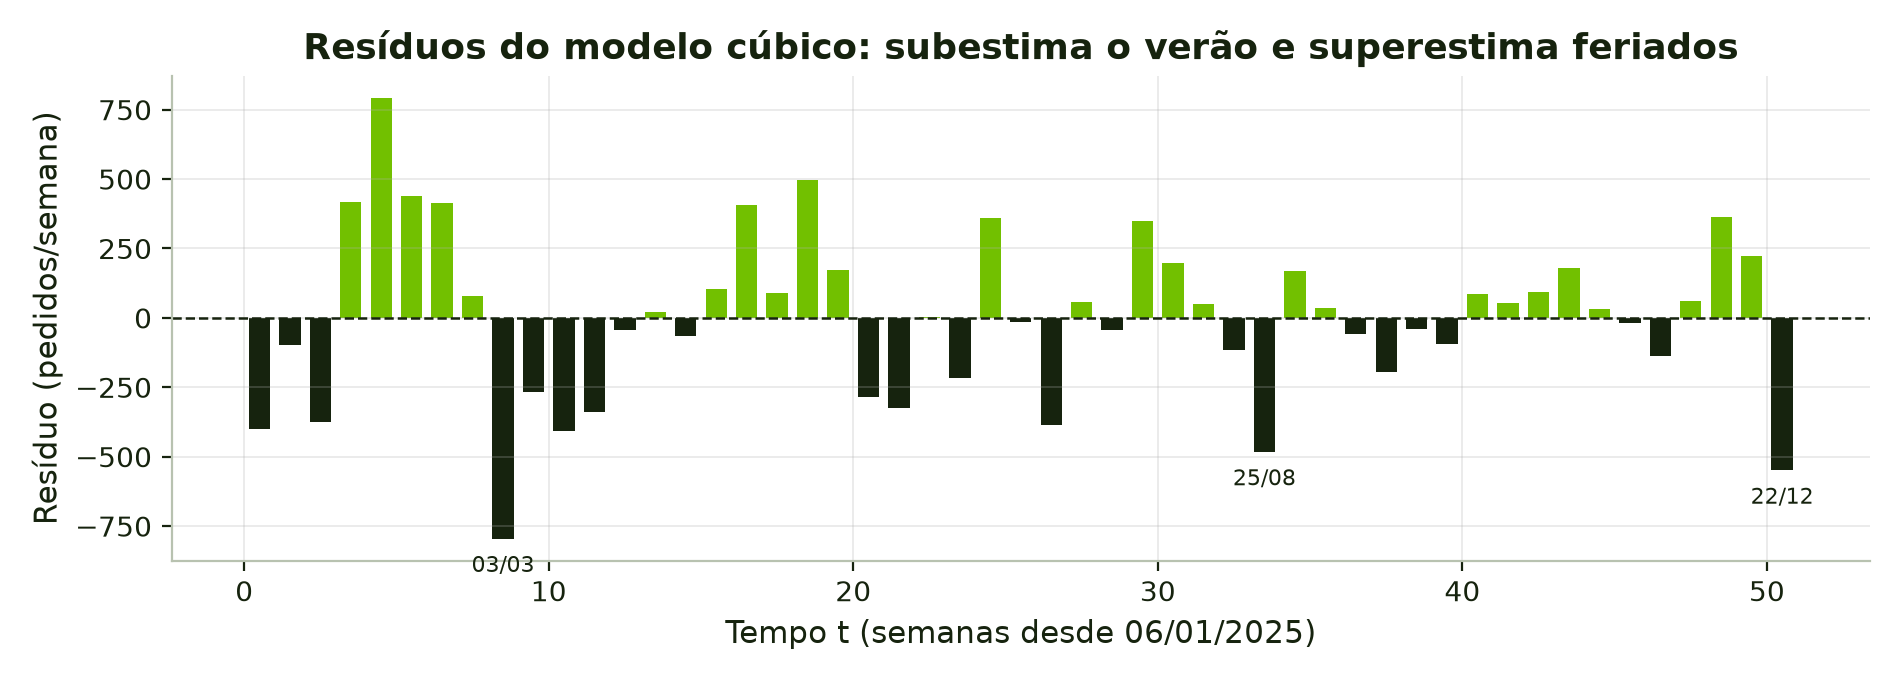 Resíduos do modelo cúbico: subestima o verão e superestima feriados
Resíduo (pedidos/semana)
750
500
250
0
−250
−500
−750
03/03
25/08
22/12
0 10 20 30 40 50
Tempo t (semanas desde 06/01/2025)